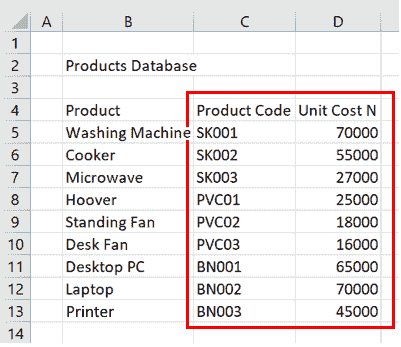 A B C D
1
2 Products Database
3
4 Product Product Code Unit Cost N
5 Washing Machine SK001 70000
6 Cooker SK002 55000
7 Microwave SK003 27000
8 Hoover PVC01 25000
9 Standing Fan PVC02 18000
10 Desk Fan PVC03 16000
11 Desktop PC BN001 65000
12 Laptop BN002 70000
13 Printer BN003 45000
14